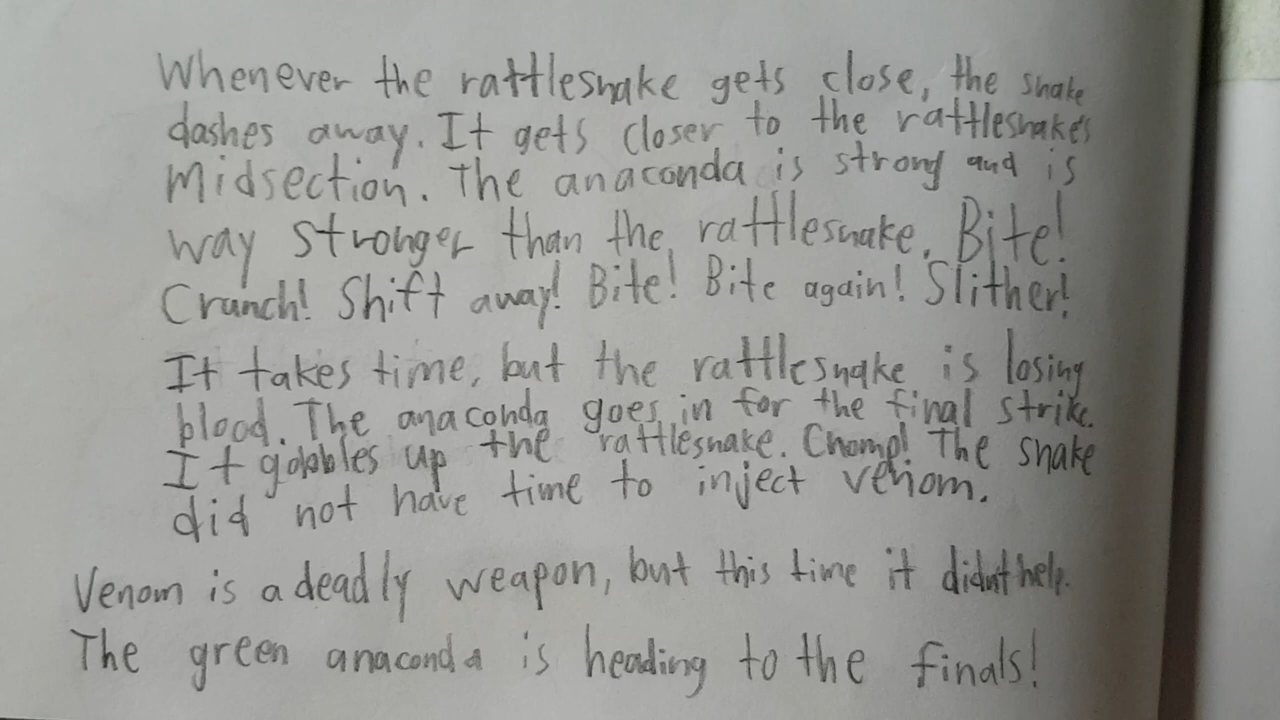 Whenever the rattlesnake gets close, the snake
dashes away. It gets closer to the rattlesnake's
midsection. The anaconda is strong and is
way stronger than the rattlesnake. Bite!
Crunch! Shift away! Bite! Bite again! Slither!
It takes time, but the rattlesnake is losing
blood. The anaconda goes in for the final strike.
It gobbles up the rattlesnake. Chomp! The snake
did not have time to inject venom.
Venom is a deadly weapon, but this time it didn't help.
The green anaconda is heading to the finals!